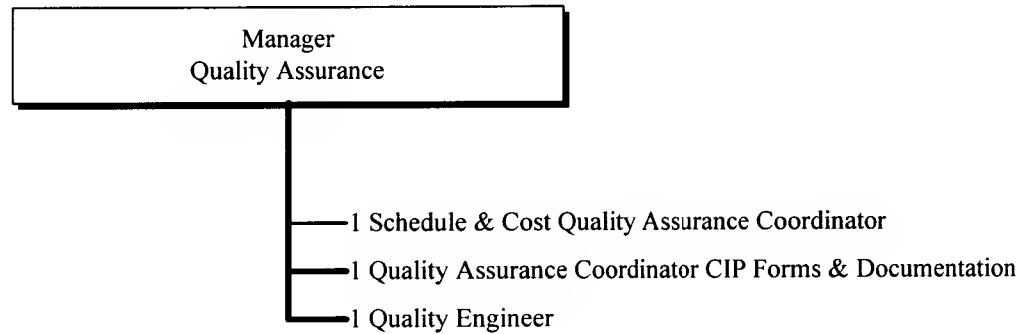 Manager
Quality Assurance
1 Schedule & Cost Quality Assurance Coordinator
1 Quality Assurance Coordinator CIP Forms & Documentation
1 Quality Engineer